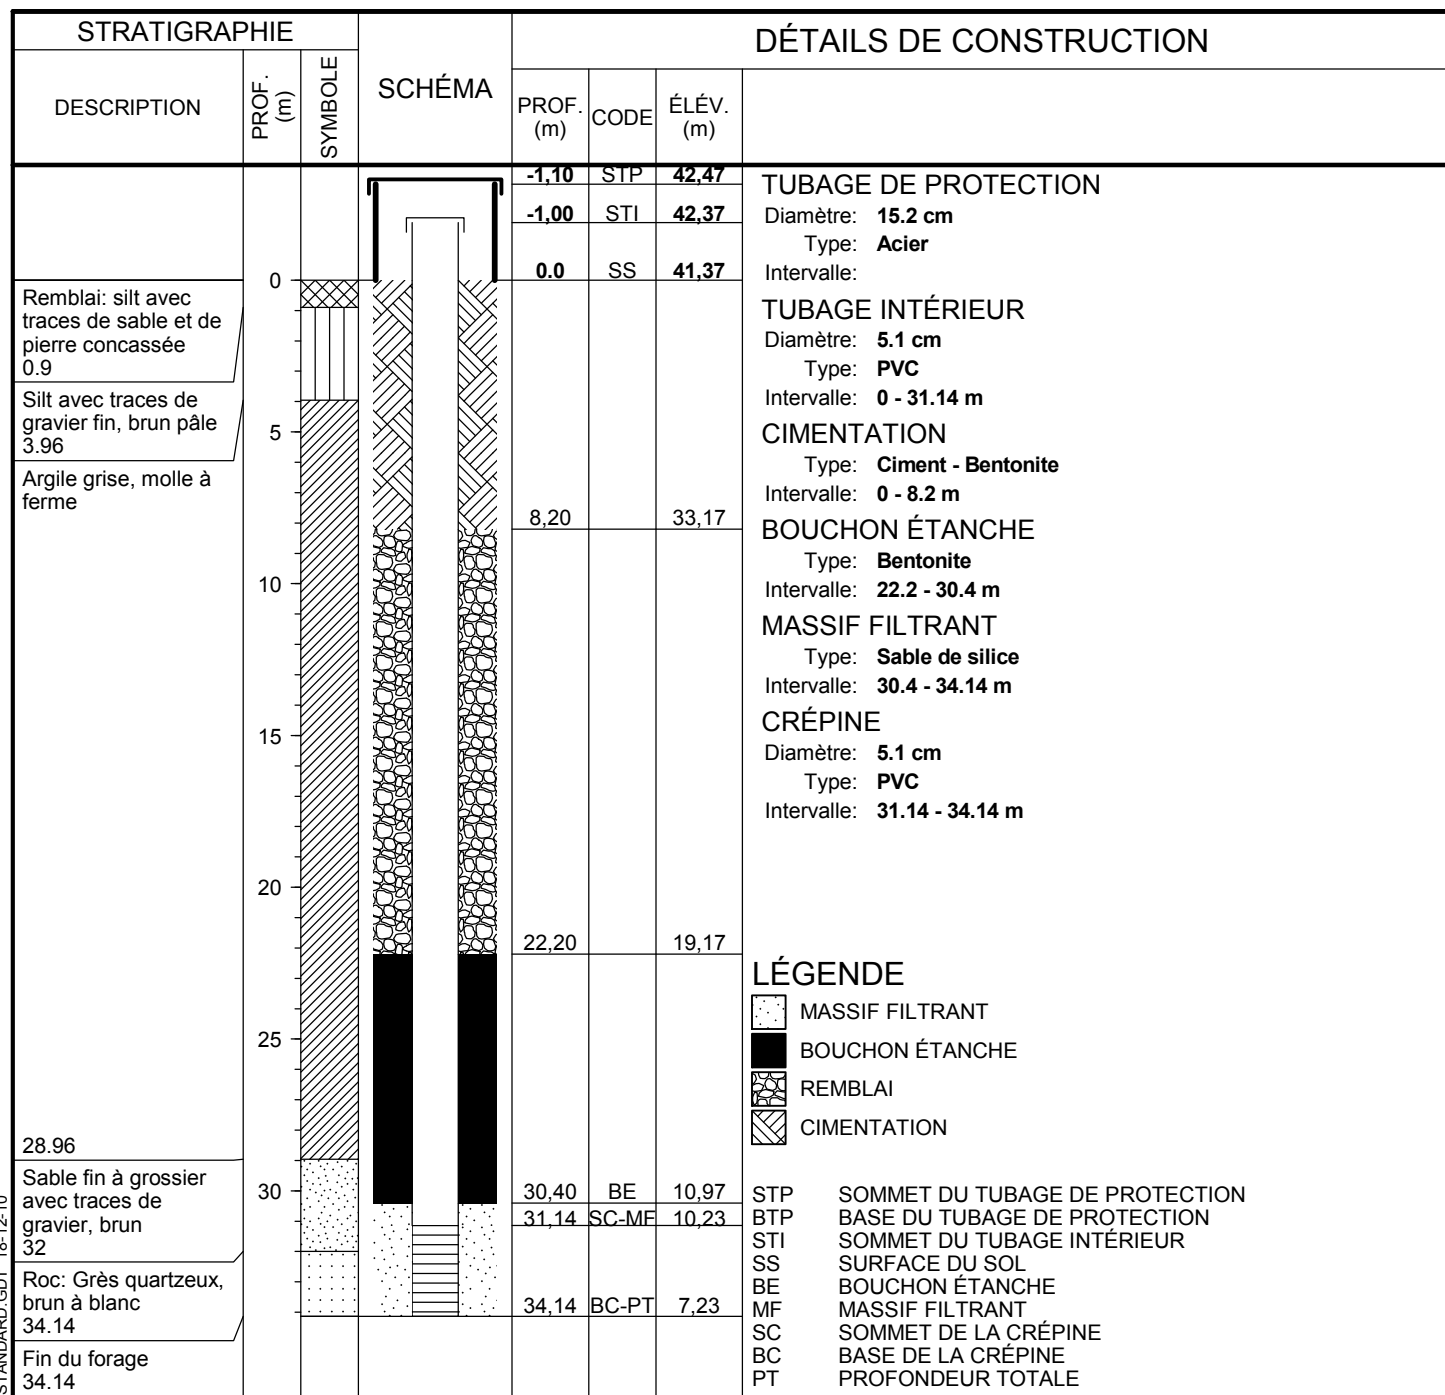 STRATIGRAPHIE
DESCRIPTION
PROF. (m)
SYMBOLE
SCHÉMA
DÉTAILS DE CONSTRUCTION
PROF. (m)
CODE
ÉLÉV. (m)
-1,10 STP 42,47
-1,00 STI 42,37
0.0 SS 41,37
8,20 33,17
22,20 19,17
30,40 BE 10,97
31,14 SC-MF 10,23
34,14 BC-PT 7,23
Remblai: silt avec
traces de sable et de
pierre concassée
0.9
Silt avec traces de
gravier fin, brun pâle
3.96
Argile grise, molle à
ferme
28.96
Sable fin à grossier
avec traces de
gravier, brun
32
Roc: Grès quartzeux,
brun à blanc
34.14
Fin du forage
34.14
0
5
10
15
20
25
30
TUBAGE DE PROTECTION
Diamètre: 15.2 cm
Type: Acier
Intervalle:
TUBAGE INTÉRIEUR
Diamètre: 5.1 cm
Type: PVC
Intervalle: 0 - 31.14 m
CIMENTATION
Type: Ciment - Bentonite
Intervalle: 0 - 8.2 m
BOUCHON ÉTANCHE
Type: Bentonite
Intervalle: 22.2 - 30.4 m
MASSIF FILTRANT
Type: Sable de silice
Intervalle: 30.4 - 34.14 m
CRÉPINE
Diamètre: 5.1 cm
Type: PVC
Intervalle: 31.14 - 34.14 m
LÉGENDE
MASSIF FILTRANT
BOUCHON ÉTANCHE
REMBLAI
CIMENTATION
STP SOMMET DU TUBAGE DE PROTECTION
BTP BASE DU TUBAGE DE PROTECTION
STI SOMMET DU TUBAGE INTÉRIEUR
SS SURFACE DU SOL
BE BOUCHON ÉTANCHE
MF MASSIF FILTRANT
SC SOMMET DE LA CRÉPINE
BC BASE DE LA CRÉPINE
PT PROFONDEUR TOTALE
STANDARD.GDT 18-12-10